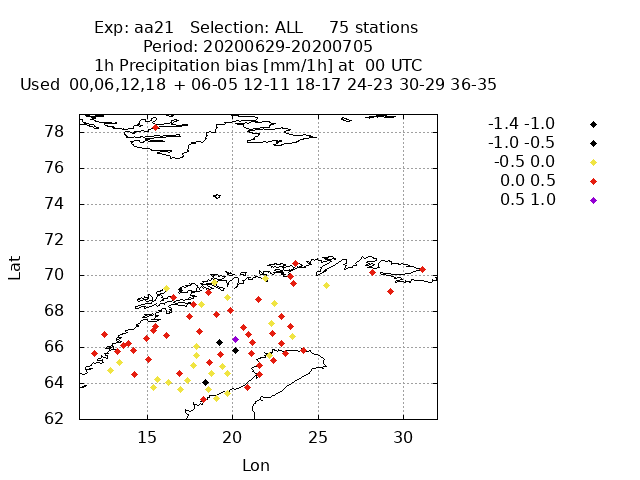 Exp: aa21 Selection: ALL 75 stations
Period: 20200629-20200705
1h Precipitation bias [mm/1h] at 00 UTC
Used 00,06,12,18 + 06-05 12-11 18-17 24-23 30-29 36-35
-1.4 -1.0
-1.0 -0.5
-0.5 0.0
0.0 0.5
0.5 1.0
78
76
74
72
70
68
66
64
62
Lat
15 20 25 30
Lon